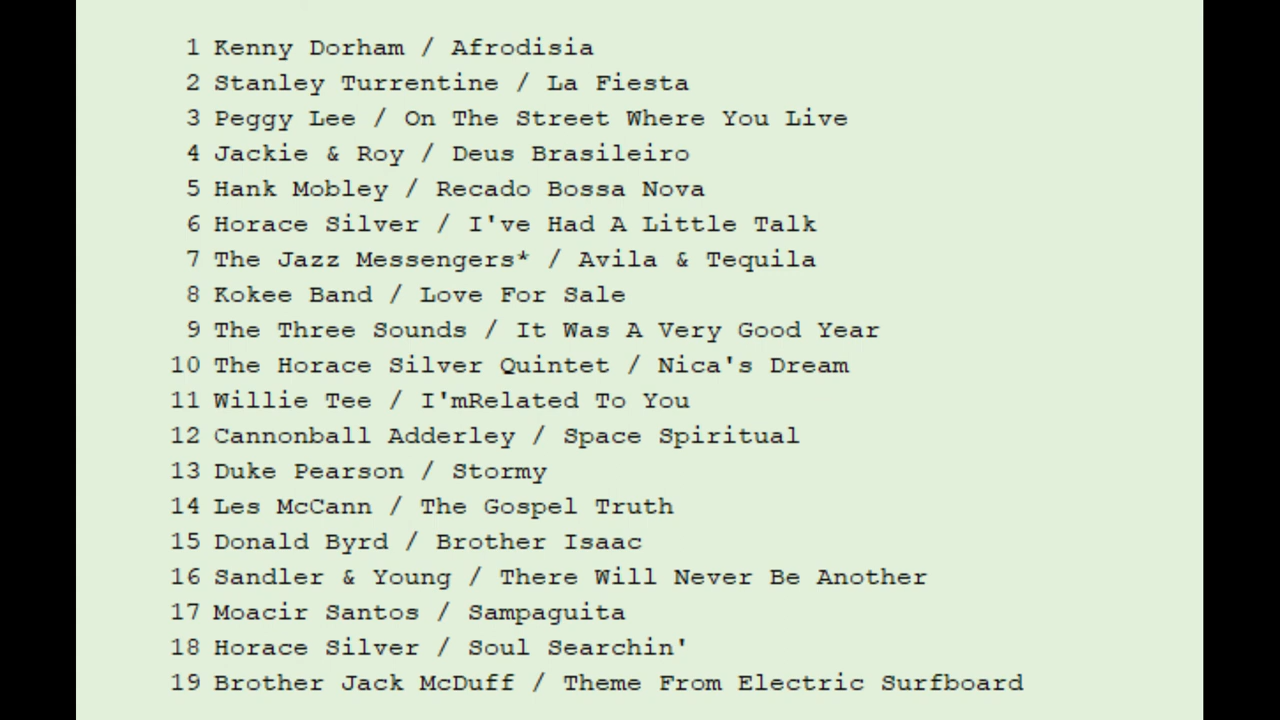 1 Kenny Dorham / Afrodisia
2 Stanley Turrentine / La Fiesta
3 Peggy Lee / On The Street Where You Live
4 Jackie & Roy / Deus Brasileiro
5 Hank Mobley / Recado Bossa Nova
6 Horace Silver / I've Had A Little Talk
7 The Jazz Messengers* / Avila & Tequila
8 Kokee Band / Love For Sale
9 The Three Sounds / It Was A Very Good Year
10 The Horace Silver Quintet / Nica's Dream
11 Willie Tee / I'mRelated To You
12 Cannonball Adderley / Space Spiritual
13 Duke Pearson / Stormy
14 Les McCann / The Gospel Truth
15 Donald Byrd / Brother Isaac
16 Sandler & Young / There Will Never Be Another
17 Moacir Santos / Sampaguita
18 Horace Silver / Soul Searchin'
19 Brother Jack McDuff / Theme From Electric Surfboard